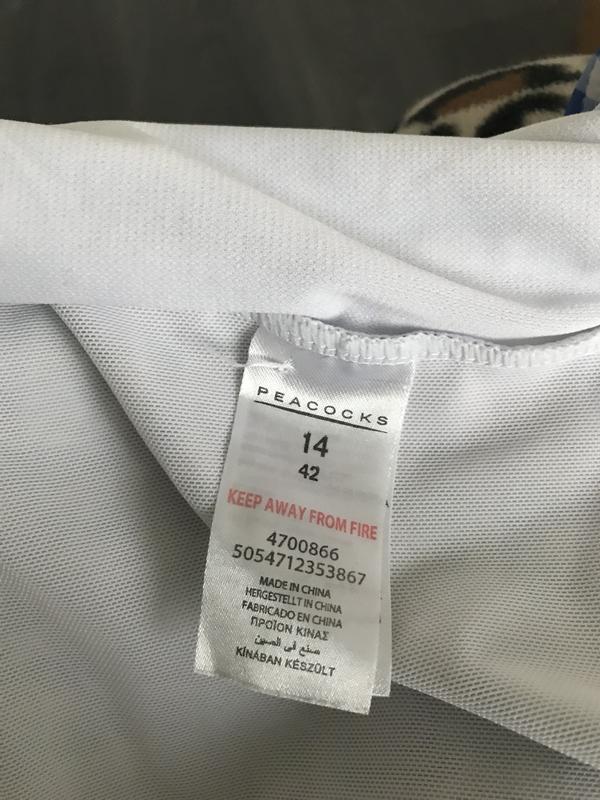 PEACOCKS
14
42
KEEP AWAY FROM FIRE
4700866
5054712353867
MADE IN CHINA
HERGESTELLT IN CHINA
FABRICADO EN CHINA
ΠΡΟΪΟΝ ΚΙΝΑΣ
صنع في الصين
KÍNÁBAN KÉSZÜLT